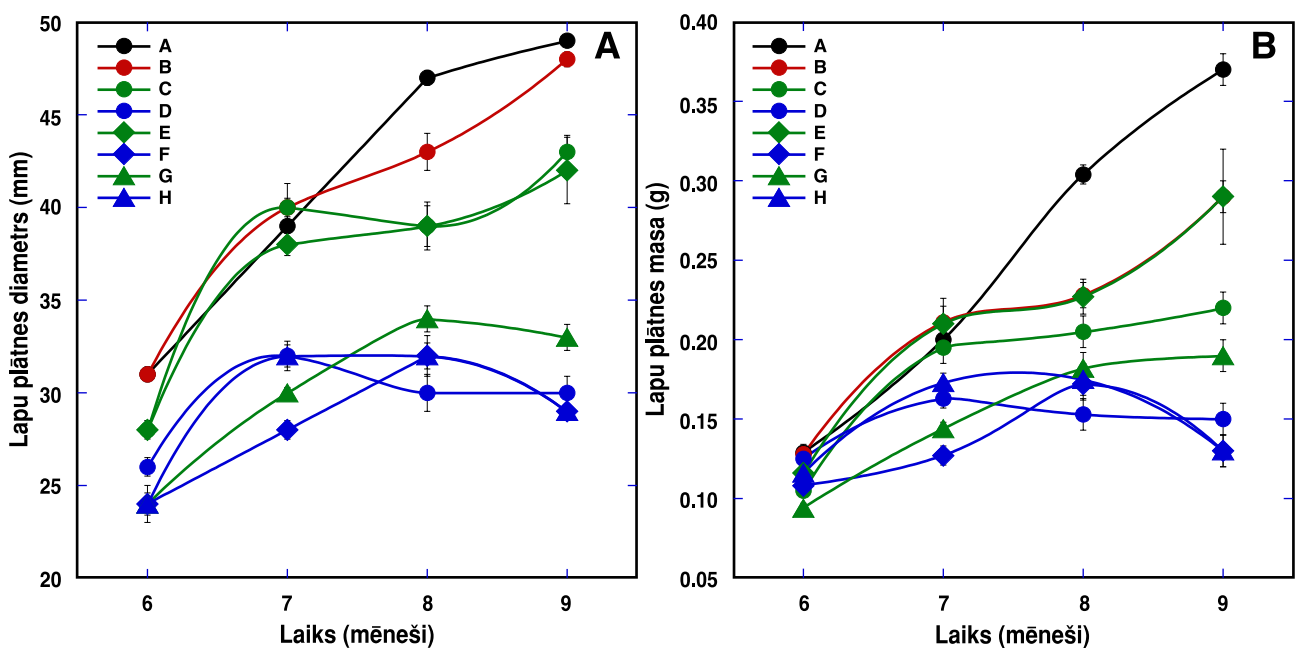 A
A
B
C
D
E
F
G
H
50
45
40
35
30
25
20
6
7
8
9
Lapu plātnes diametrs (mm)
Laiks (mēneši)
B
A
B
C
D
E
F
G
H
0.40
0.35
0.30
0.25
0.20
0.15
0.10
0.05
6
7
8
9
Lapu plātnes masa (g)
Laiks (mēneši)